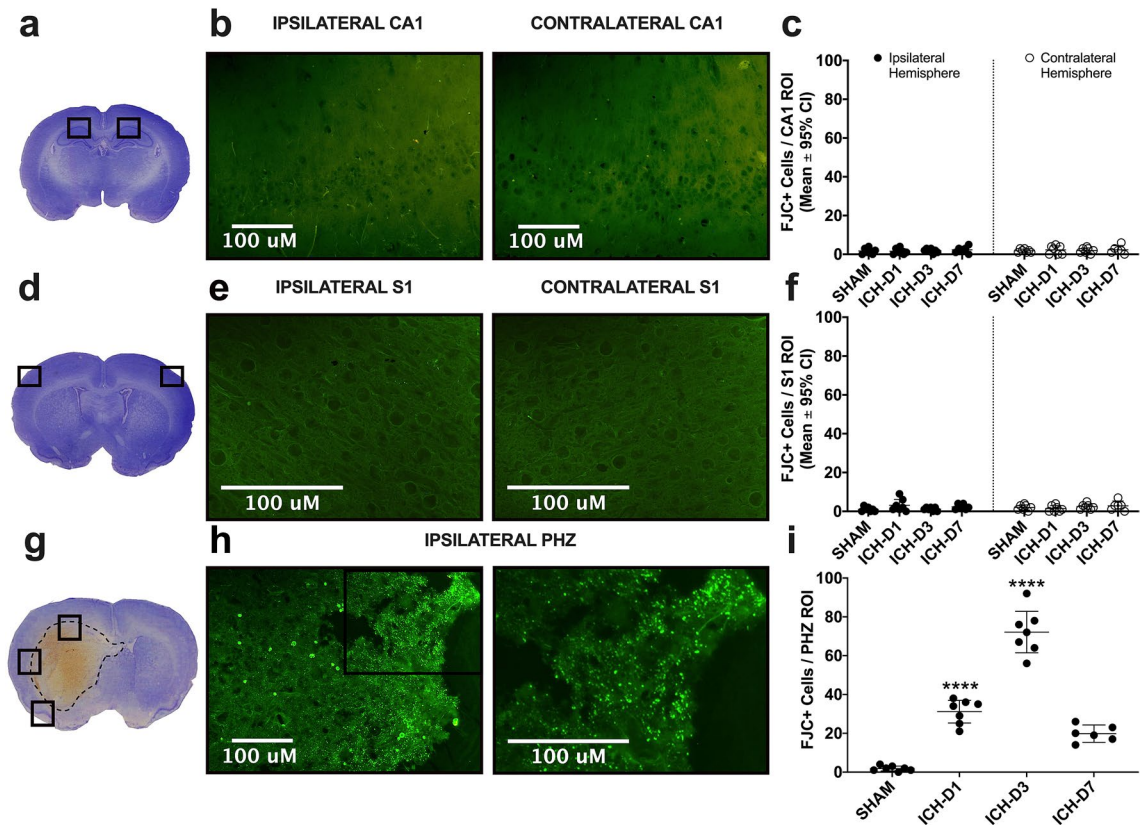 a
b
IPSILATERAL CA1
CONTRALATERAL CA1
100 uM
100 uM
c
Ipsilateral
Hemisphere
Contralateral
Hemisphere
FJC+ Cells / CA1 ROI
(Mean ± 95% CI)
100
80
60
40
20
0
SHAM
ICH-D1
ICH-D3
ICH-D7
SHAM
ICH-D1
ICH-D3
ICH-D7
d
e
IPSILATERAL S1
CONTRALATERAL S1
100 uM
100 uM
f
FJC+ Cells / S1 ROI
(Mean ± 95% CI)
100
80
60
40
20
0
SHAM
ICH-D1
ICH-D3
ICH-D7
SHAM
ICH-D1
ICH-D3
ICH-D7
g
h
IPSILATERAL PHZ
100 uM
100 uM
i
FJC+ Cells / PHZ ROI
100
80
60
40
20
0
****
****
SHAM
ICH-D1
ICH-D3
ICH-D7